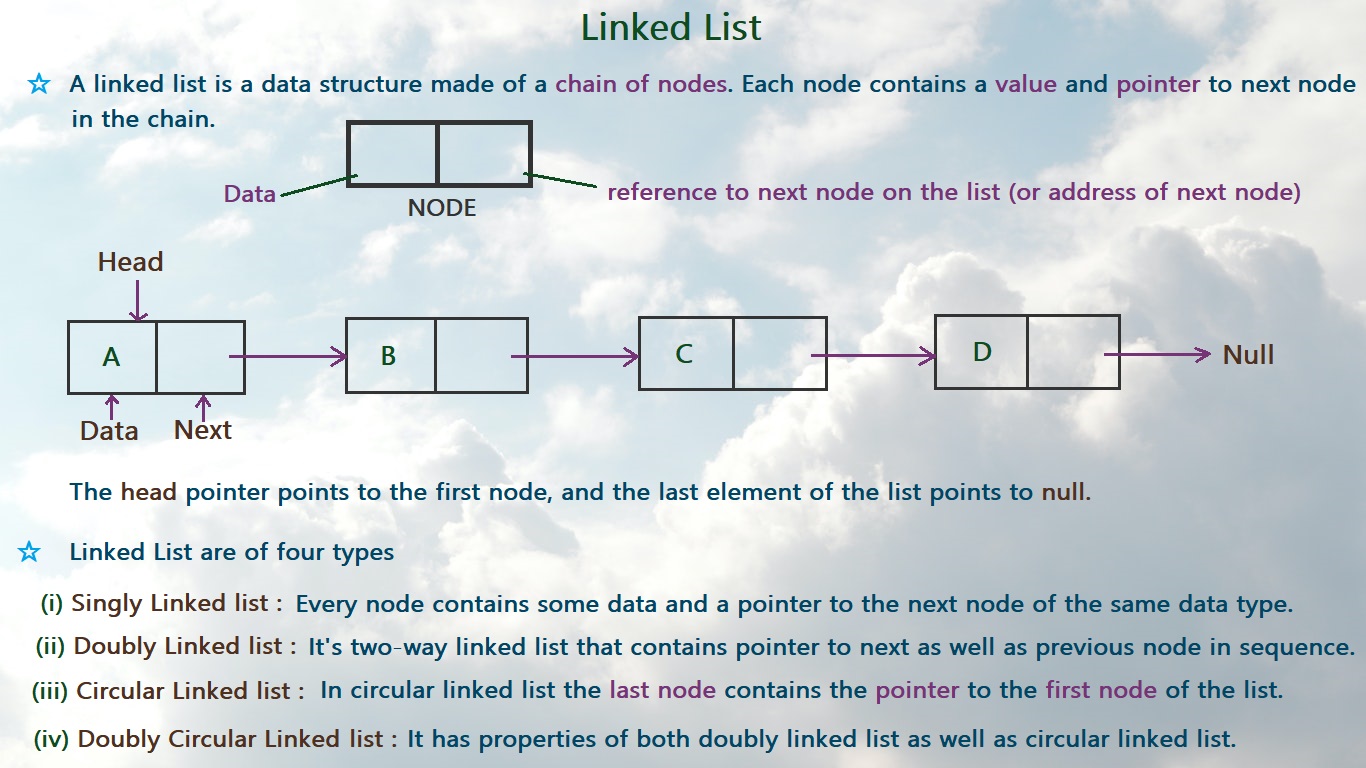 Linked List
☆ A linked list is a data structure made of a chain of nodes. Each node contains a value and pointer to next node
in the chain.
Data
reference to next node on the list (or address of next node)
NODE
Head
A B C D Null
Data Next
The head pointer points to the first node, and the last element of the list points to null.
☆ Linked List are of four types
(i) Singly Linked list : Every node contains some data and a pointer to the next node of the same data type.
(ii) Doubly Linked list : It's two-way linked list that contains pointer to next as well as previous node in sequence.
(iii) Circular Linked list : In circular linked list the last node contains the pointer to the first node of the list.
(iv) Doubly Circular Linked list : It has properties of both doubly linked list as well as circular linked list.